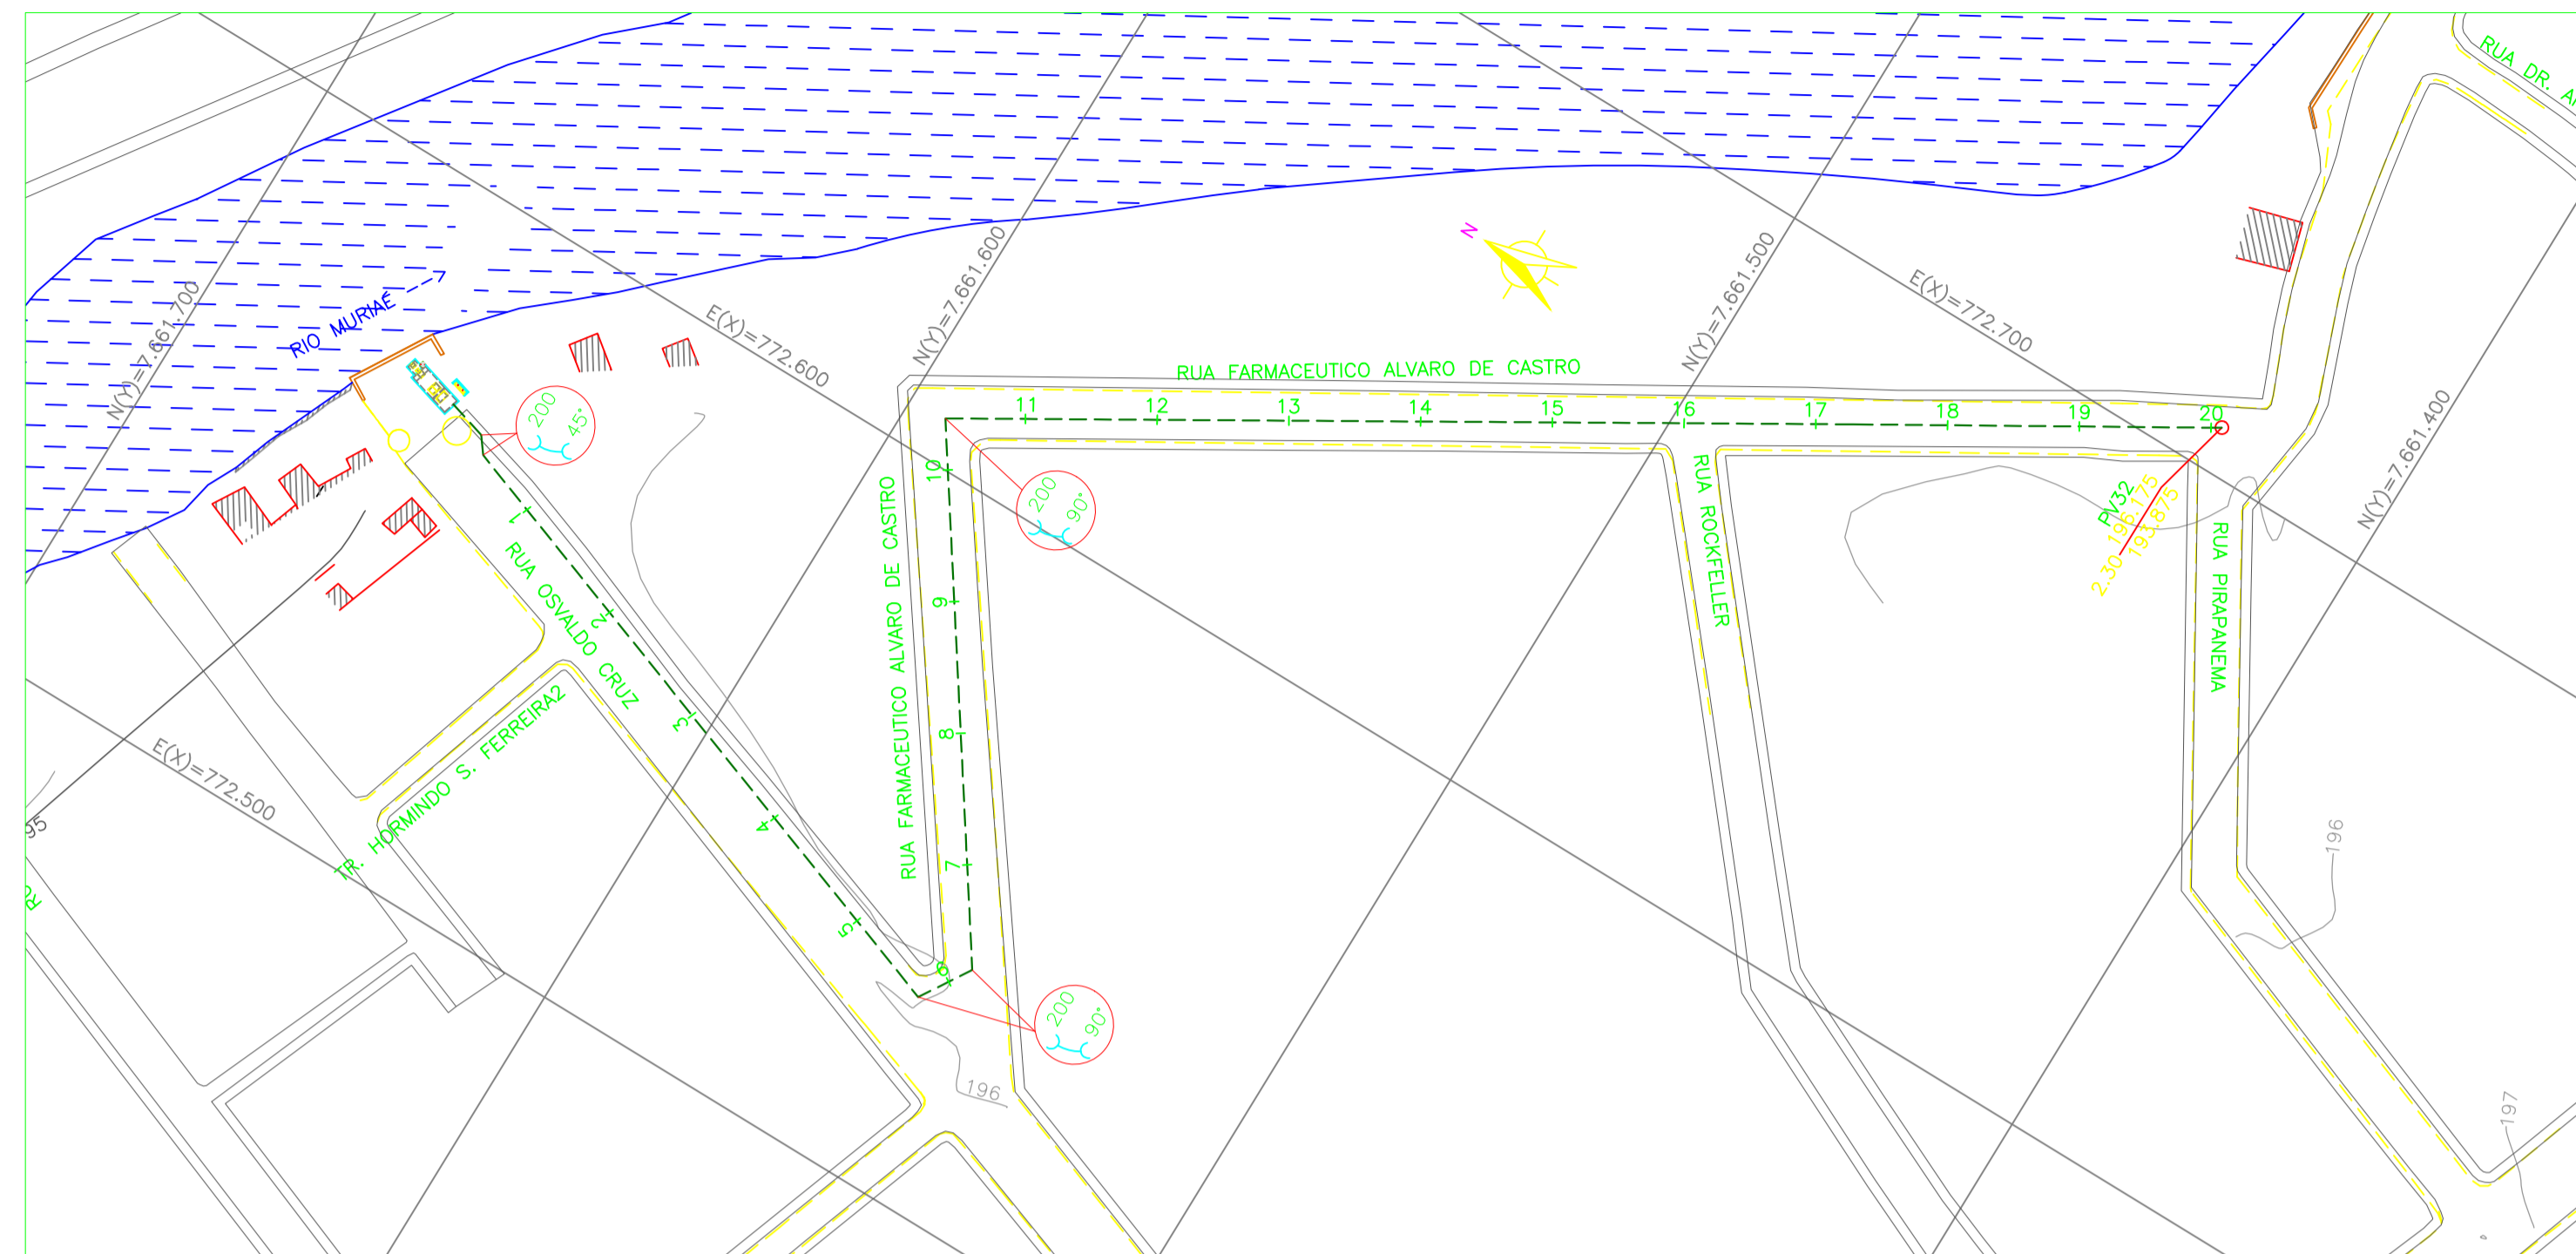 RUA DR.
N
N(Y)=7.661.700
RIO MURIAÉ
E(X)=772.600
N(Y)=7.661.600
N(Y)=7.661.500
E(X)=772.700
RUA FARMACEUTICO ALVARO DE CASTRO
11
12
13
14
15
16
17
18
19
20
200
45°
N(Y)=7.661.400
200
90°
10
9
8
7
6
RUA FARMACEUTICO ALVARO DE CASTRO
RUA ROCKFELLER
PV32
196.175
2.30
193.875
RUA PIRAPANEMA
1
2
3
4
5
RUA OSVALDO CRUZ
TR. HORMINDO S. FERREIRA2
E(X)=772.500
95
196
200
90°
196
197